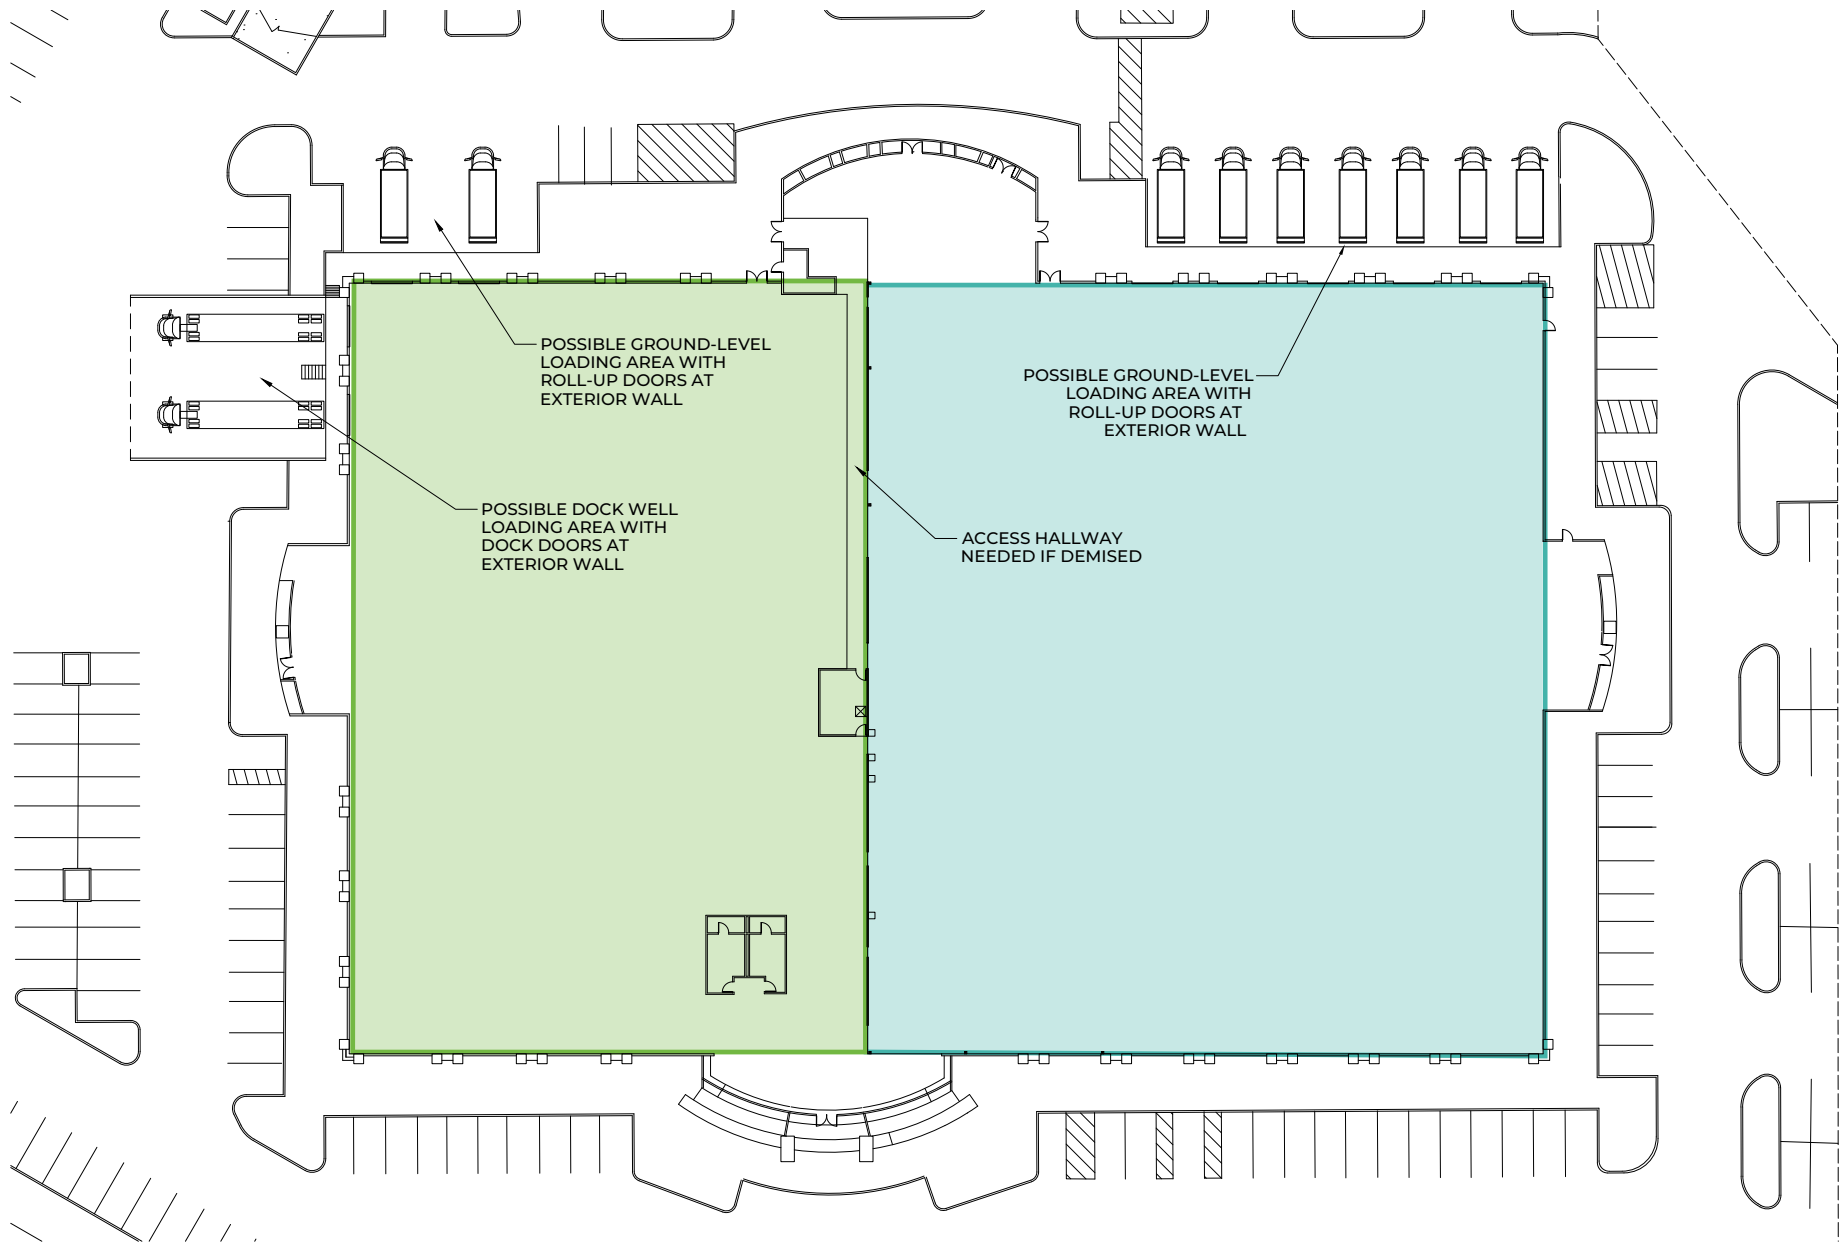 POSSIBLE GROUND-LEVEL
LOADING AREA WITH
ROLL-UP DOORS AT
EXTERIOR WALL
POSSIBLE GROUND-LEVEL
LOADING AREA WITH
ROLL-UP DOORS AT
EXTERIOR WALL
POSSIBLE DOCK WELL
LOADING AREA WITH
DOCK DOORS AT
EXTERIOR WALL
ACCESS HALLWAY
NEEDED IF DEMISED